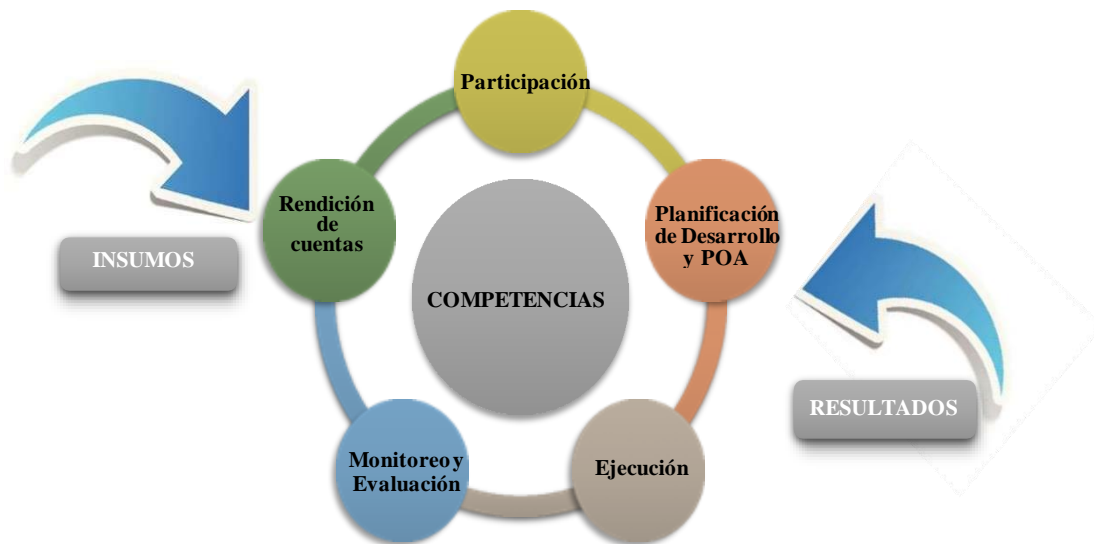 Participación
Rendición
de
cuentas
Planificación
de Desarrollo
y POA
INSUMOS
COMPETENCIAS
RESULTADOS
Monitoreo y
Evaluación
Ejecución